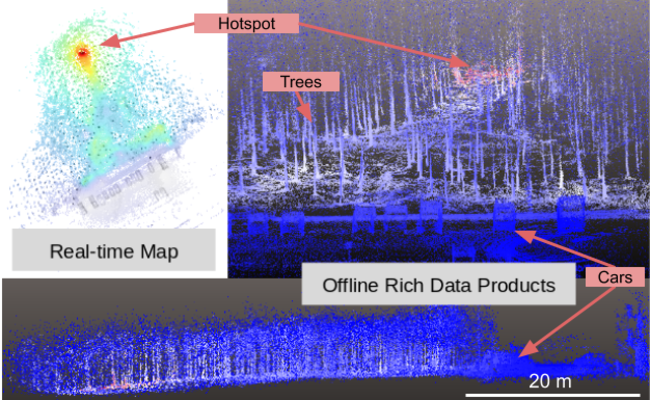 Hotspot
Trees
Real-time Map
Offline Rich Data Products
Cars
20 m